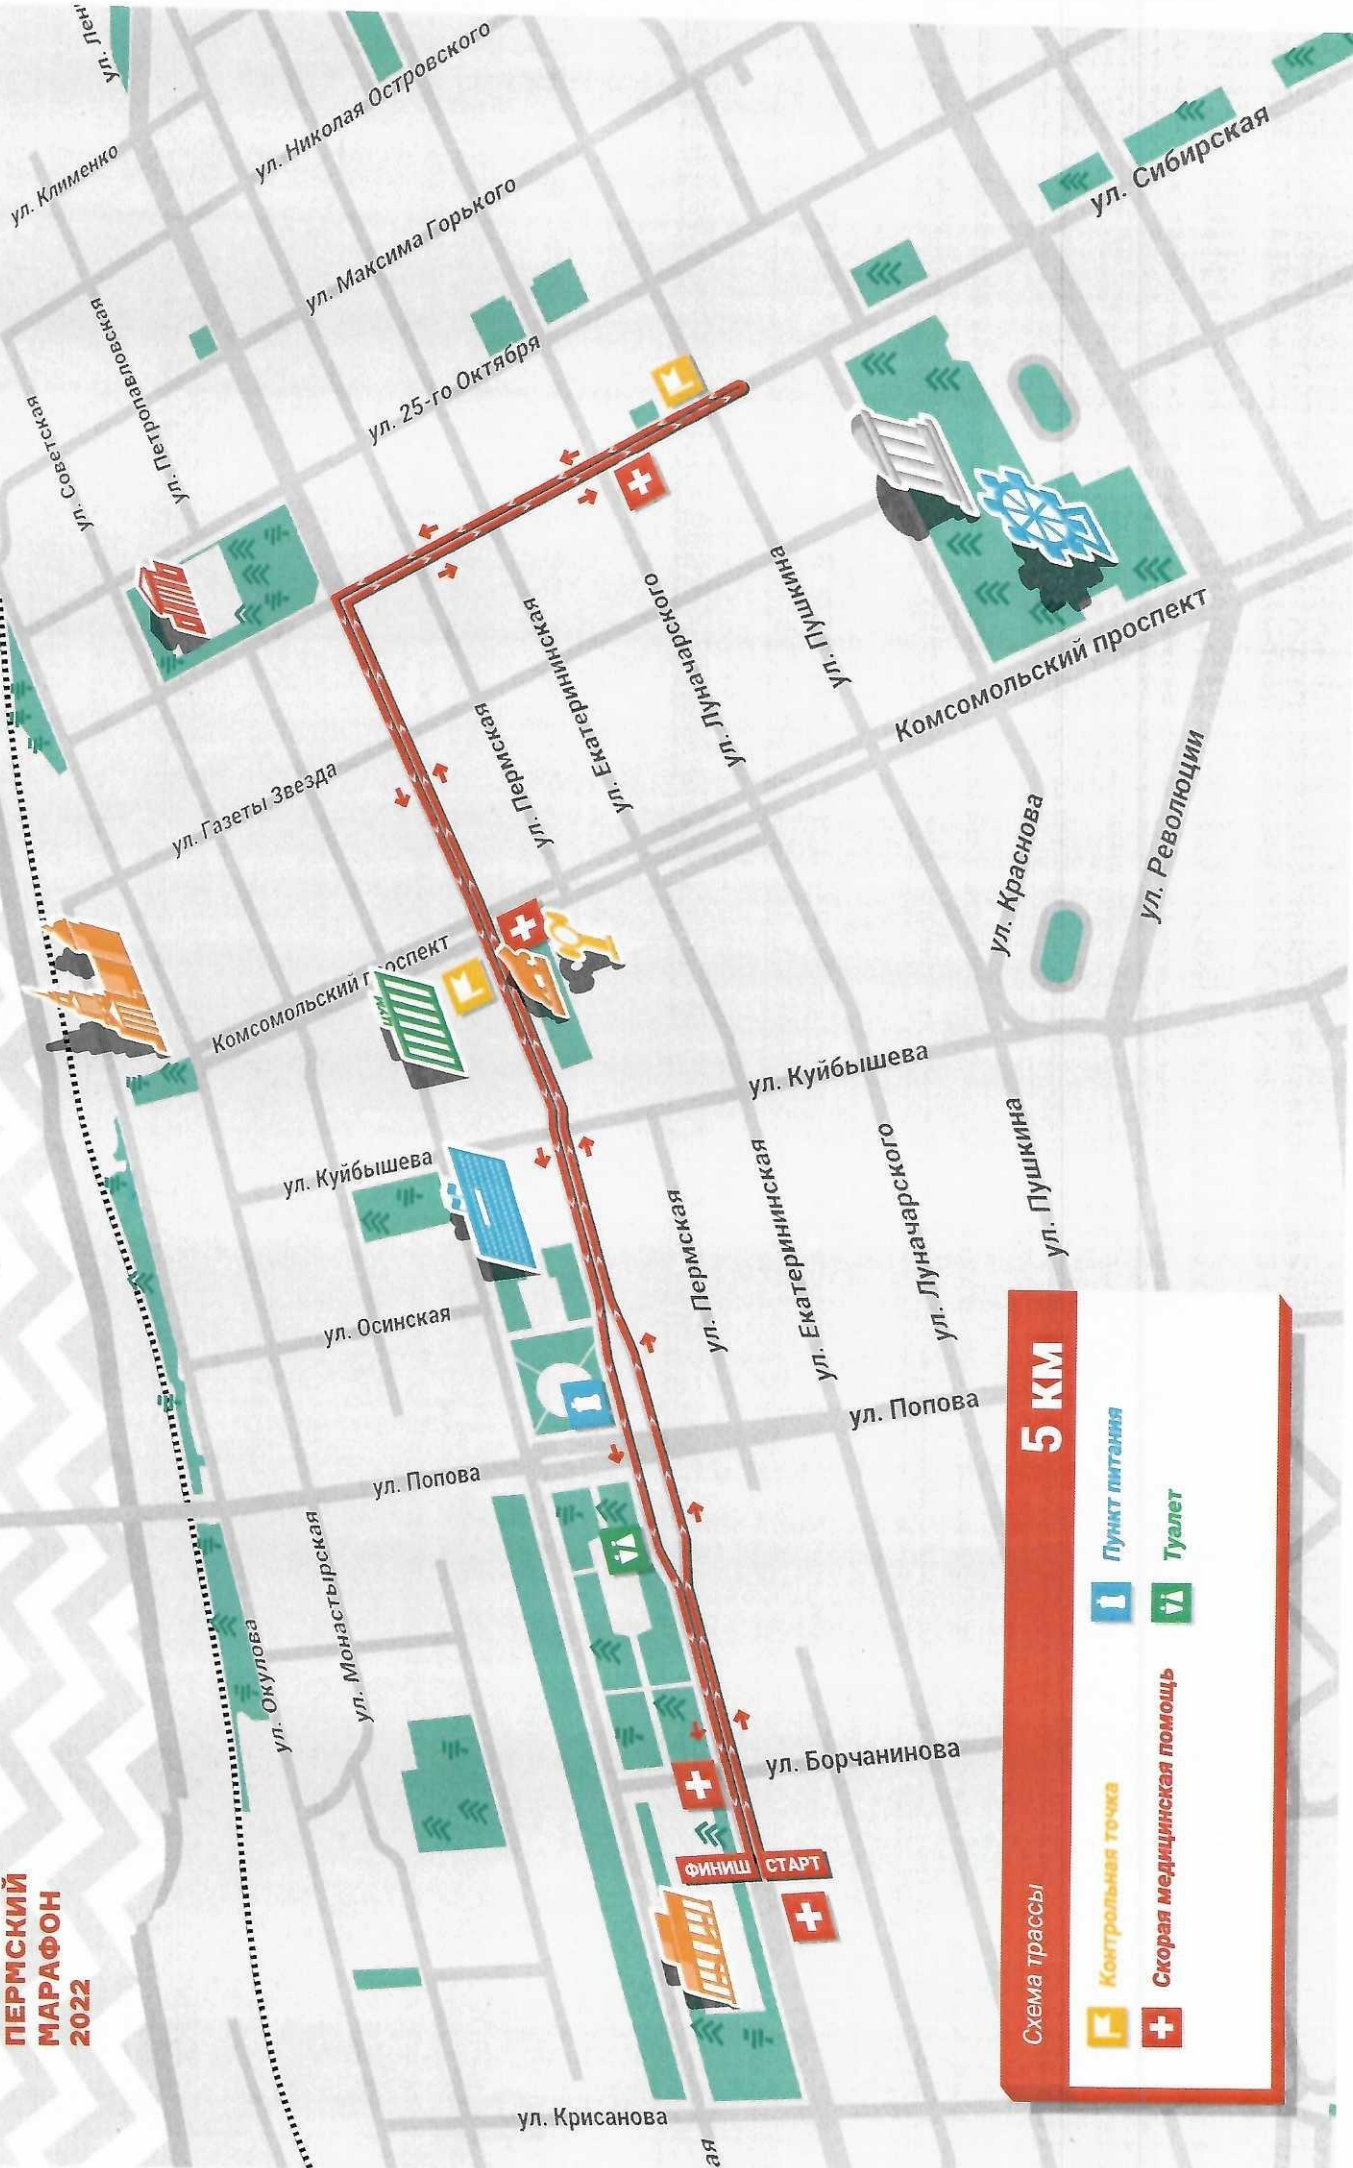 ПЕРМСКИЙ
МАРАФОН
2022
ул. Клименко
ул. Николая Островского
ул. Максима Горького
ул. Сибирская
ул. Советская
ул. Петропавловская
ул. 25-го Октября
ул. Газеты Звезда
ул. Пермская
ул. Екатерининская
ул. Луначарского
ул. Пушкина
Комсомольский проспект
ул. Краснова
ул. Революции
Комсомольский проспект
ул. Куйбышева
ул. Куйбышева
ул. Осинская
ул. Пермская
ул. Екатерининская
ул. Луначарского
ул. Пушкина
ул. Попова
ул. Попова
ул. Монастырская
ул. Окулова
ул. Борчанинова
ФИНИШ
СТАРТ
ул. Крисанова
Схема трассы
5 КМ
Контрольная точка
Пункт питания
Скорая медицинская помощь
Туалет